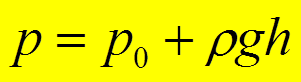 p = p₀ + ρgh